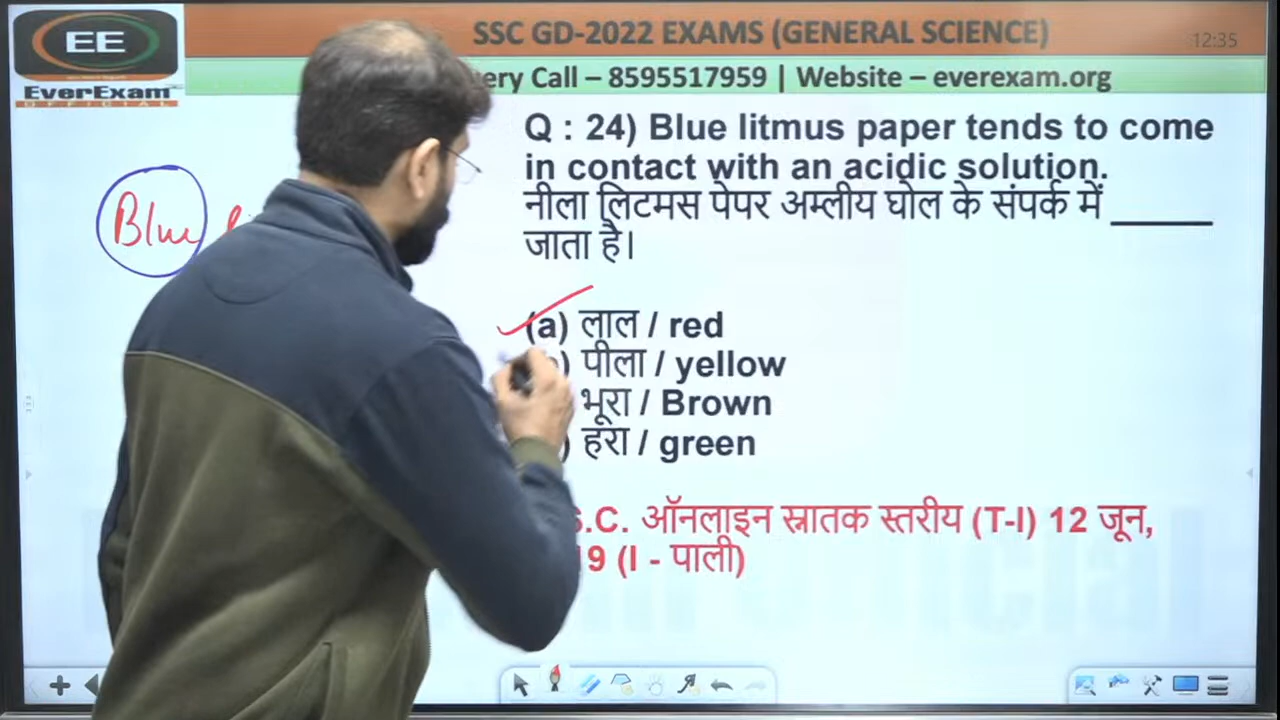 EE
EverExam
OFFICIAL
SSC GD-2022 EXAMS (GENERAL SCIENCE)
12:35
ery Call – 8595517959 | Website – everexam.org
Q : 24) Blue litmus paper tends to come
in contact with an acidic solution.
नीला लिटमस पेपर अम्लीय घोल के संपर्क में ______
जाता है।
Blue
(a) लाल / red
) पीला / yellow
भूरा / Brown
) हरा / green
.C. ऑनलाइन स्नातक स्तरीय (T-I) 12 जून,
9 (I - पाली)